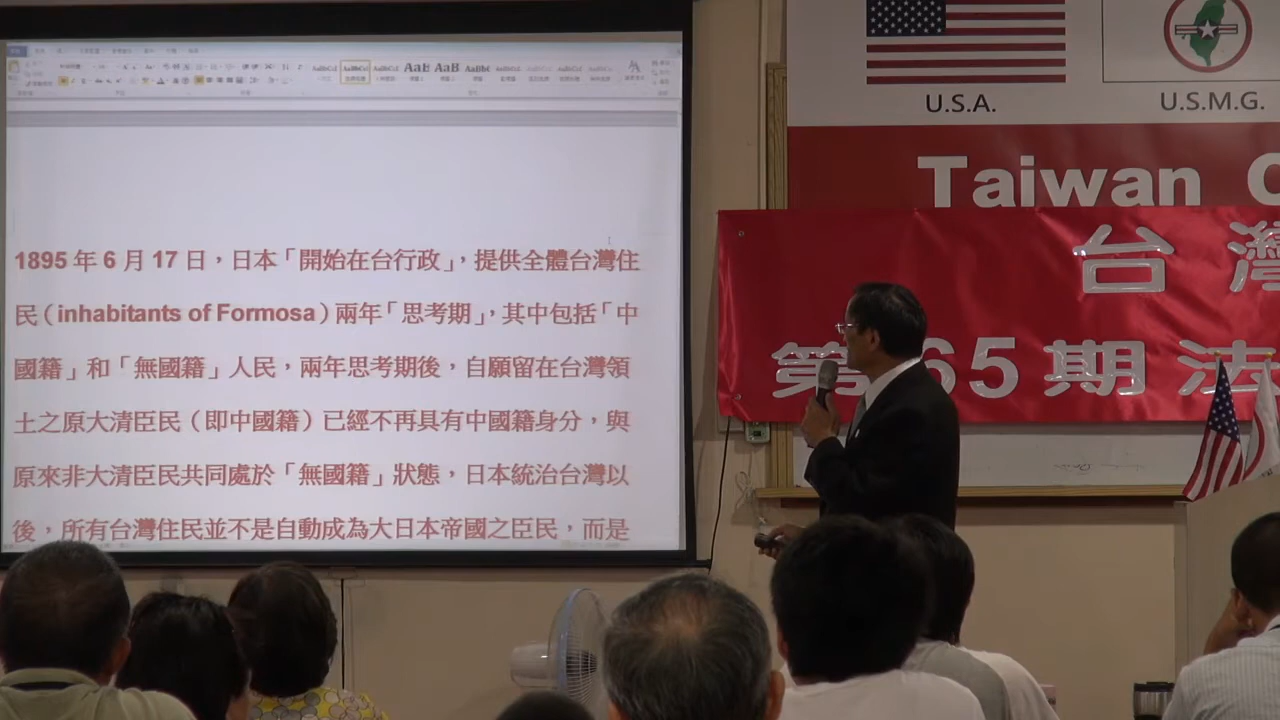 1895 年 6 月 17 日，日本「開始在台行政」，提供全體台灣住
民（inhabitants of Formosa）兩年「思考期」，其中包括「中
國籍」和「無國籍」人民，兩年思考期後，自願留在台灣領
土之原大清臣民（即中國籍）已經不再具有中國籍身分，與
原來非大清臣民共同處於「無國籍」狀態，日本統治台灣以
後，所有台灣住民並不是自動成為大日本帝國之臣民，而是
U.S.A.
U.S.M.G.
Taiwan
台灣
第 65 期 法